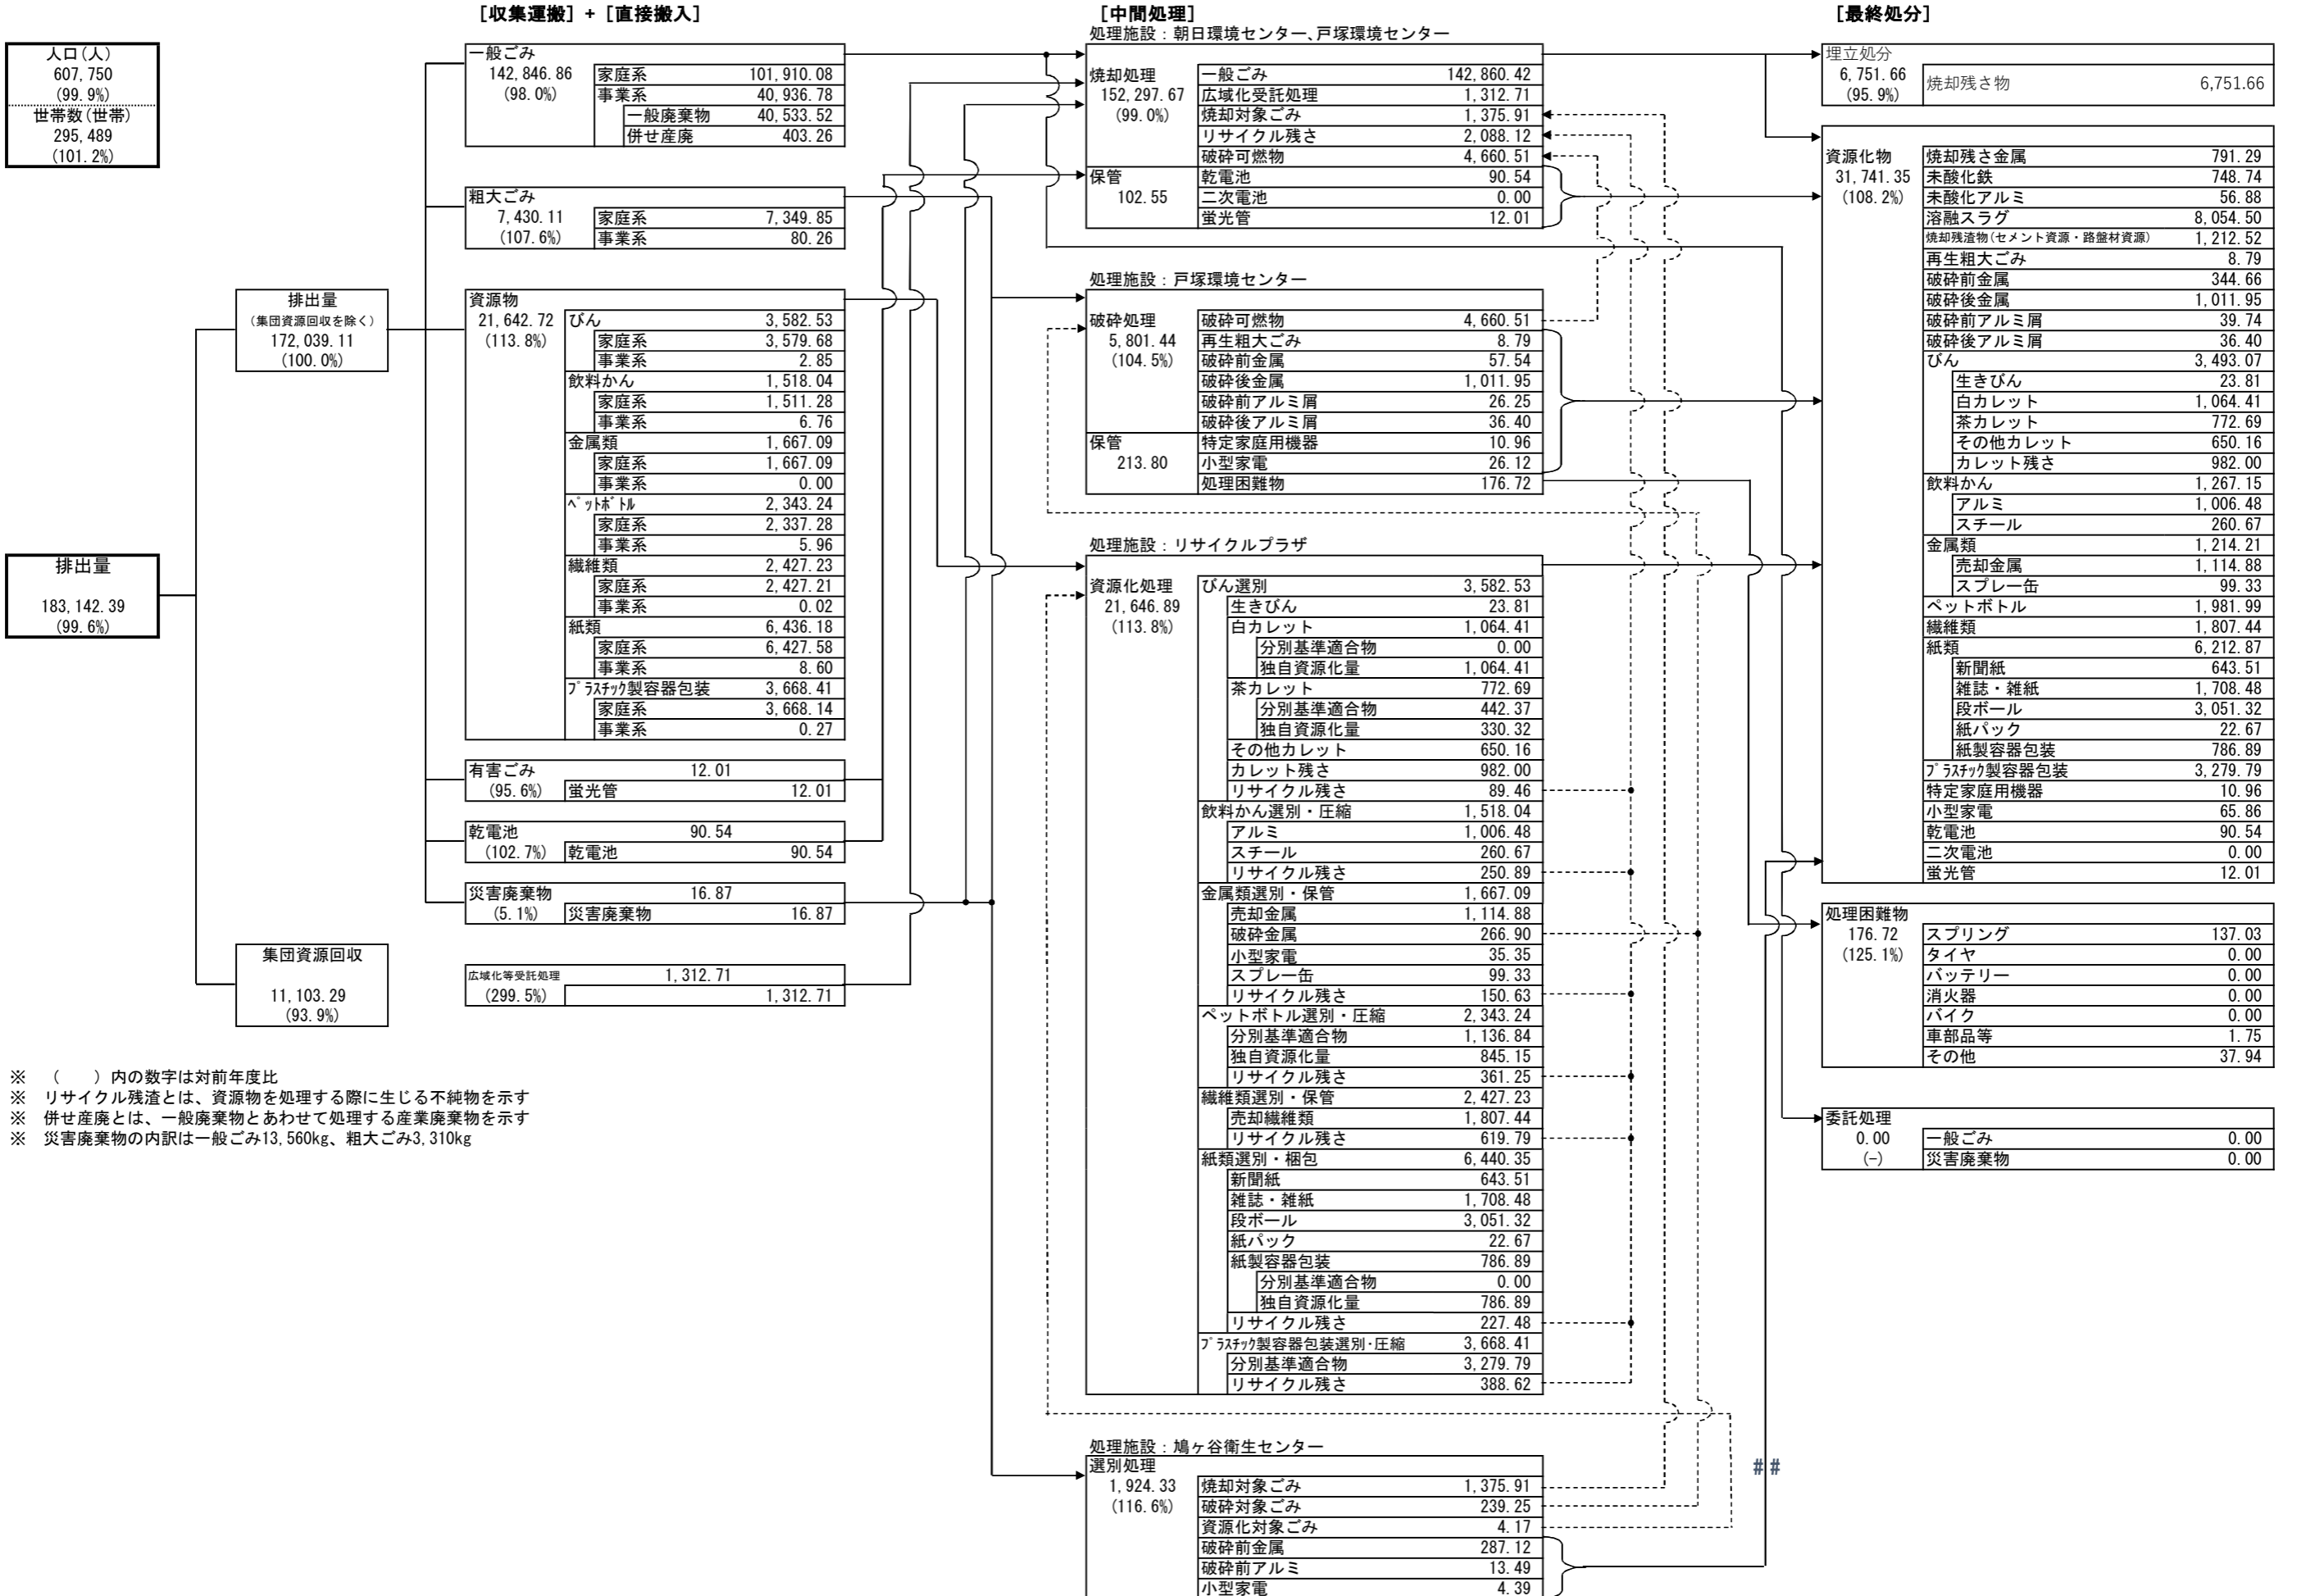 ［収集運搬］+［直接搬入］
［中間処理］
［最終処分］
人口(人)
607,750
(99.9%)
世帯数(世帯)
295,489
(101.2%)
排出量
183,142.39
(99.6%)
排出量
（集団資源回収を除く）
172,039.11
(100.0%)
集団資源回収
11,103.29
(93.9%)
一般ごみ
142,846.86
(98.0%)
家庭系 101,910.08
事業系 40,936.78
一般廃棄物 40,533.52
併せ産廃 403.26
粗大ごみ
7,430.11
(107.6%)
家庭系 7,349.85
事業系 80.26
資源物
21,642.72
(113.8%)
びん 3,582.53
家庭系 3,579.68
事業系 2.85
飲料かん 1,518.04
家庭系 1,511.28
事業系 6.76
金属類 1,667.09
家庭系 1,667.09
事業系 0.00
ﾍﾟｯﾄﾎﾞﾄﾙ 2,343.24
家庭系 2,337.28
事業系 5.96
繊維類 2,427.23
家庭系 2,427.21
事業系 0.02
紙類 6,436.18
家庭系 6,427.58
事業系 8.60
ﾌﾟﾗｽﾁｯｸ製容器包装 3,668.41
家庭系 3,668.14
事業系 0.27
有害ごみ 12.01
(95.6%) 蛍光管 12.01
乾電池 90.54
(102.7%) 乾電池 90.54
災害廃棄物 16.87
(5.1%) 災害廃棄物 16.87
広域化等受託処理 1,312.71
(299.5%) 1,312.71
※　（　　）内の数字は対前年度比
※　リサイクル残渣とは、資源物を処理する際に生じる不純物を示す
※　併せ産廃とは、一般廃棄物とあわせて処理する産業廃棄物を示す
※　災害廃棄物の内訳は一般ごみ13,560kg、粗大ごみ3,310kg
処理施設：朝日環境センター、戸塚環境センター
焼却処理
152,297.67
(99.0%)
一般ごみ 142,860.42
広域化受託処理 1,312.71
焼却対象ごみ 1,375.91
リサイクル残さ 2,088.12
破砕可燃物 4,660.51
保管
102.55
乾電池 90.54
二次電池 0.00
蛍光管 12.01
処理施設：戸塚環境センター
破砕処理
5,801.44
(104.5%)
破砕可燃物 4,660.51
再生粗大ごみ 8.79
破砕前金属 57.54
破砕後金属 1,011.95
破砕前アルミ屑 26.25
破砕後アルミ屑 36.40
保管
213.80
特定家庭用機器 10.96
小型家電 26.12
処理困難物 176.72
処理施設：リサイクルプラザ
資源化処理
21,646.89
(113.8%)
びん選別 3,582.53
生きびん 23.81
白カレット 1,064.41
分別基準適合物 0.00
独自資源化量 1,064.41
茶カレット 772.69
分別基準適合物 442.37
独自資源化量 330.32
その他カレット 650.16
カレット残さ 982.00
リサイクル残さ 89.46
飲料かん選別・圧縮 1,518.04
アルミ 1,006.48
スチール 260.67
リサイクル残さ 250.89
金属類選別・保管 1,667.09
売却金属 1,114.88
破砕金属 266.90
小型家電 35.35
スプレー缶 99.33
リサイクル残さ 150.63
ペットボトル選別・圧縮 2,343.24
分別基準適合物 1,136.84
独自資源化量 845.15
リサイクル残さ 361.25
繊維類選別・保管 2,427.23
売却繊維類 1,807.44
リサイクル残さ 619.79
紙類選別・梱包 6,440.35
新聞紙 643.51
雑誌・雑紙 1,708.48
段ボール 3,051.32
紙パック 22.67
紙製容器包装 786.89
分別基準適合物 0.00
独自資源化量 786.89
リサイクル残さ 227.48
ﾌﾟﾗｽﾁｯｸ製容器包装選別･圧縮 3,668.41
分別基準適合物 3,279.79
リサイクル残さ 388.62
処理施設：鳩ヶ谷衛生センター
選別処理
1,924.33
(116.6%)
焼却対象ごみ 1,375.91
破砕対象ごみ 239.25
資源化対象ごみ 4.17
破砕前金属 287.12
破砕前アルミ 13.49
小型家電 4.39
##
埋立処分
6,751.66
(95.9%)
焼却残さ物 6,751.66
資源化物
31,741.35
(108.2%)
焼却残さ金属 791.29
未酸化鉄 748.74
未酸化アルミ 56.88
溶融スラグ 8,054.50
焼却残渣物(セメント資源・路盤材資源) 1,212.52
再生粗大ごみ 8.79
破砕前金属 344.66
破砕後金属 1,011.95
破砕前アルミ屑 39.74
破砕後アルミ屑 36.40
びん 3,493.07
生きびん 23.81
白カレット 1,064.41
茶カレット 772.69
その他カレット 650.16
カレット残さ 982.00
飲料かん 1,267.15
アルミ 1,006.48
スチール 260.67
金属類 1,214.21
売却金属 1,114.88
スプレー缶 99.33
ペットボトル 1,981.99
繊維類 1,807.44
紙類 6,212.87
新聞紙 643.51
雑誌・雑紙 1,708.48
段ボール 3,051.32
紙パック 22.67
紙製容器包装 786.89
ﾌﾟﾗｽﾁｯｸ製容器包装 3,279.79
特定家庭用機器 10.96
小型家電 65.86
乾電池 90.54
二次電池 0.00
蛍光管 12.01
処理困難物
176.72
(125.1%)
スプリング 137.03
タイヤ 0.00
バッテリー 0.00
消火器 0.00
バイク 0.00
車部品等 1.75
その他 37.94
委託処理
0.00
(-)
一般ごみ 0.00
災害廃棄物 0.00